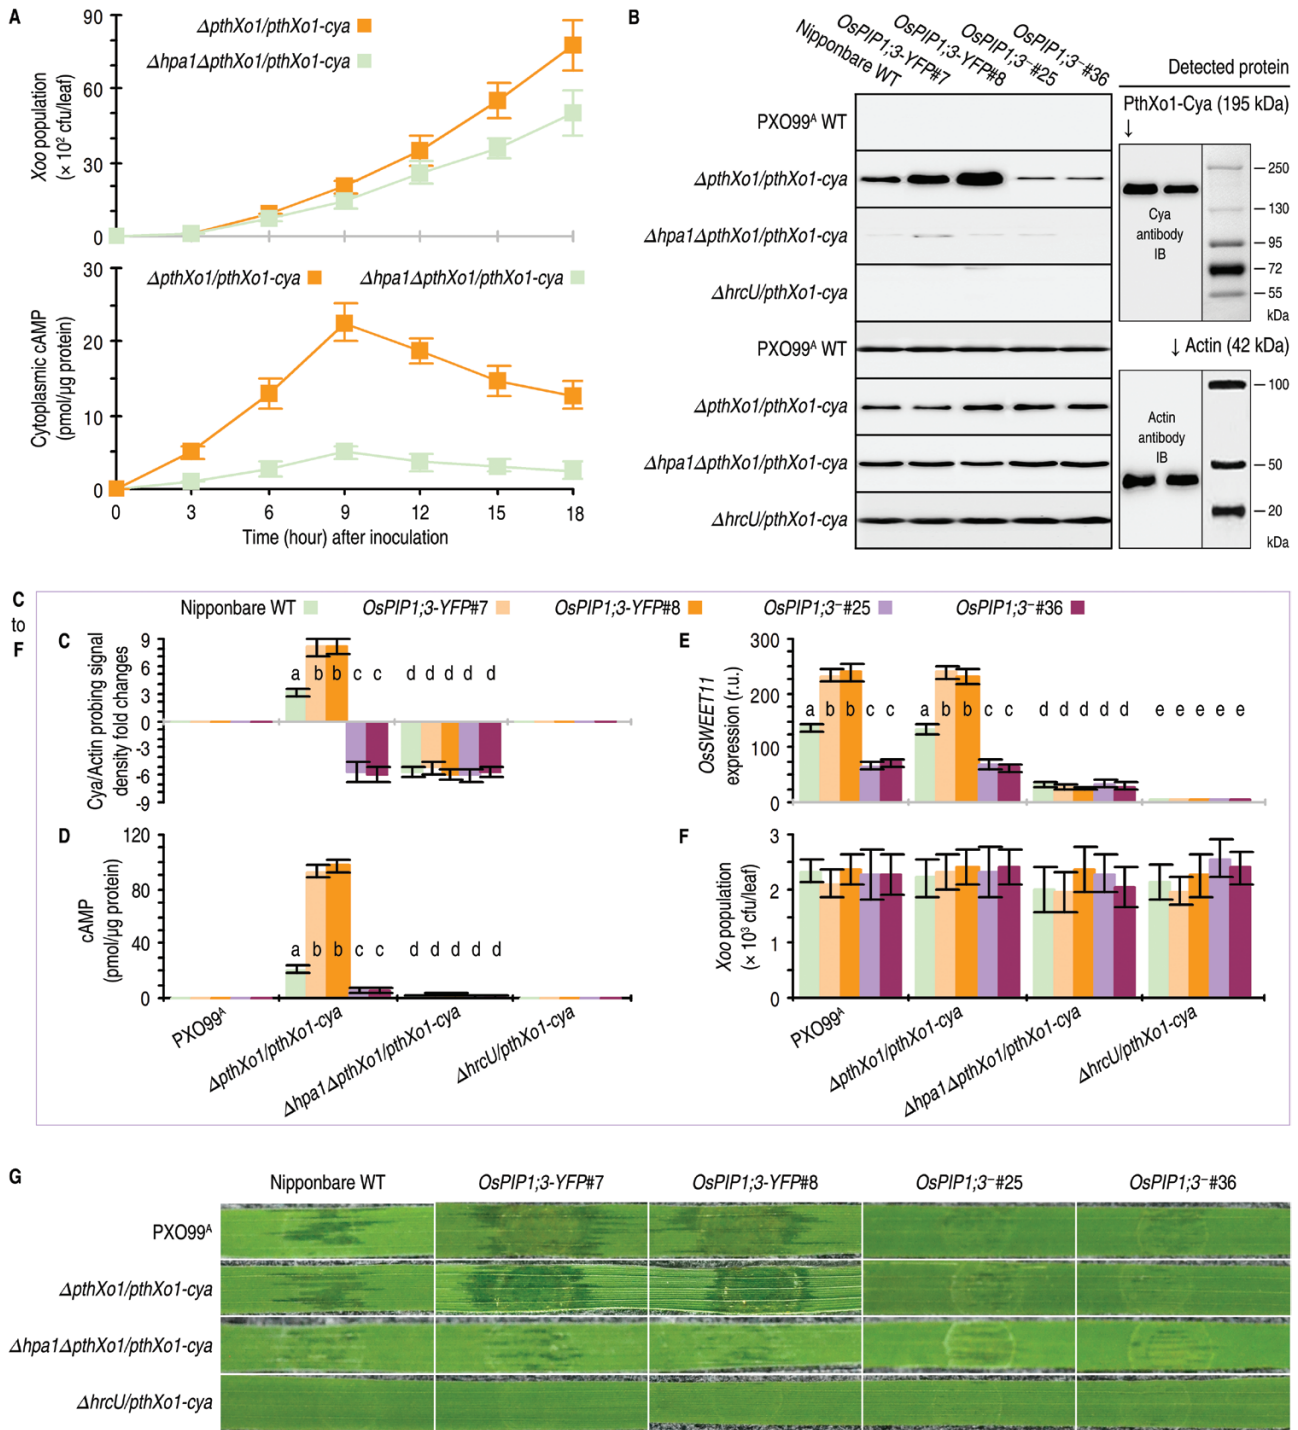 A
90
60
30
0
Xoo population
(× 10² cfu/leaf)
ΔpthXo1/pthXo1-cya
Δhpa1ΔpthXo1/pthXo1-cya
30
20
10
0
Cytoplasmic cAMP
(pmol/μg protein)
ΔpthXo1/pthXo1-cya
Δhpa1ΔpthXo1/pthXo1-cya
0 3 6 9 12 15 18
Time (hour) after inoculation
B
Nipponbare WT
OsPIP1;3-YFP#7
OsPIP1;3-YFP#8
OsPIP1;3⁻#25
OsPIP1;3⁻#36
Detected protein
PXO99ᴬ WT
ΔpthXo1/pthXo1-cya
Δhpa1ΔpthXo1/pthXo1-cya
ΔhrcU/pthXo1-cya
PXO99ᴬ WT
ΔpthXo1/pthXo1-cya
Δhpa1ΔpthXo1/pthXo1-cya
ΔhrcU/pthXo1-cya
PthXo1-Cya (195 kDa)
↓
Cya
antibody
IB
250
130
95
72
55
kDa
↓ Actin (42 kDa)
Actin
antibody
IB
100
50
20
kDa
C
to
F
Nipponbare WT
OsPIP1;3-YFP#7
OsPIP1;3-YFP#8
OsPIP1;3⁻#25
OsPIP1;3⁻#36
C
Cya/Actin probing signal
density fold changes
9
6
3
0
-3
-6
-9
a b b c c d d d d d
D
cAMP
(pmol/μg protein)
120
80
40
0
a b b c c d d d d d
PXO99ᴬ
ΔpthXo1/pthXo1-cya
Δhpa1ΔpthXo1/pthXo1-cya
ΔhrcU/pthXo1-cya
E
OsSWEET11
expression (r.u.)
300
200
100
0
a b b c c a b b c c d d d d d e e e e e
F
Xoo population
(× 10³ cfu/leaf)
3
2
1
0
PXO99ᴬ
ΔpthXo1/pthXo1-cya
Δhpa1ΔpthXo1/pthXo1-cya
ΔhrcU/pthXo1-cya
G
Nipponbare WT
OsPIP1;3-YFP#7
OsPIP1;3-YFP#8
OsPIP1;3⁻#25
OsPIP1;3⁻#36
PXO99ᴬ
ΔpthXo1/pthXo1-cya
Δhpa1ΔpthXo1/pthXo1-cya
ΔhrcU/pthXo1-cya